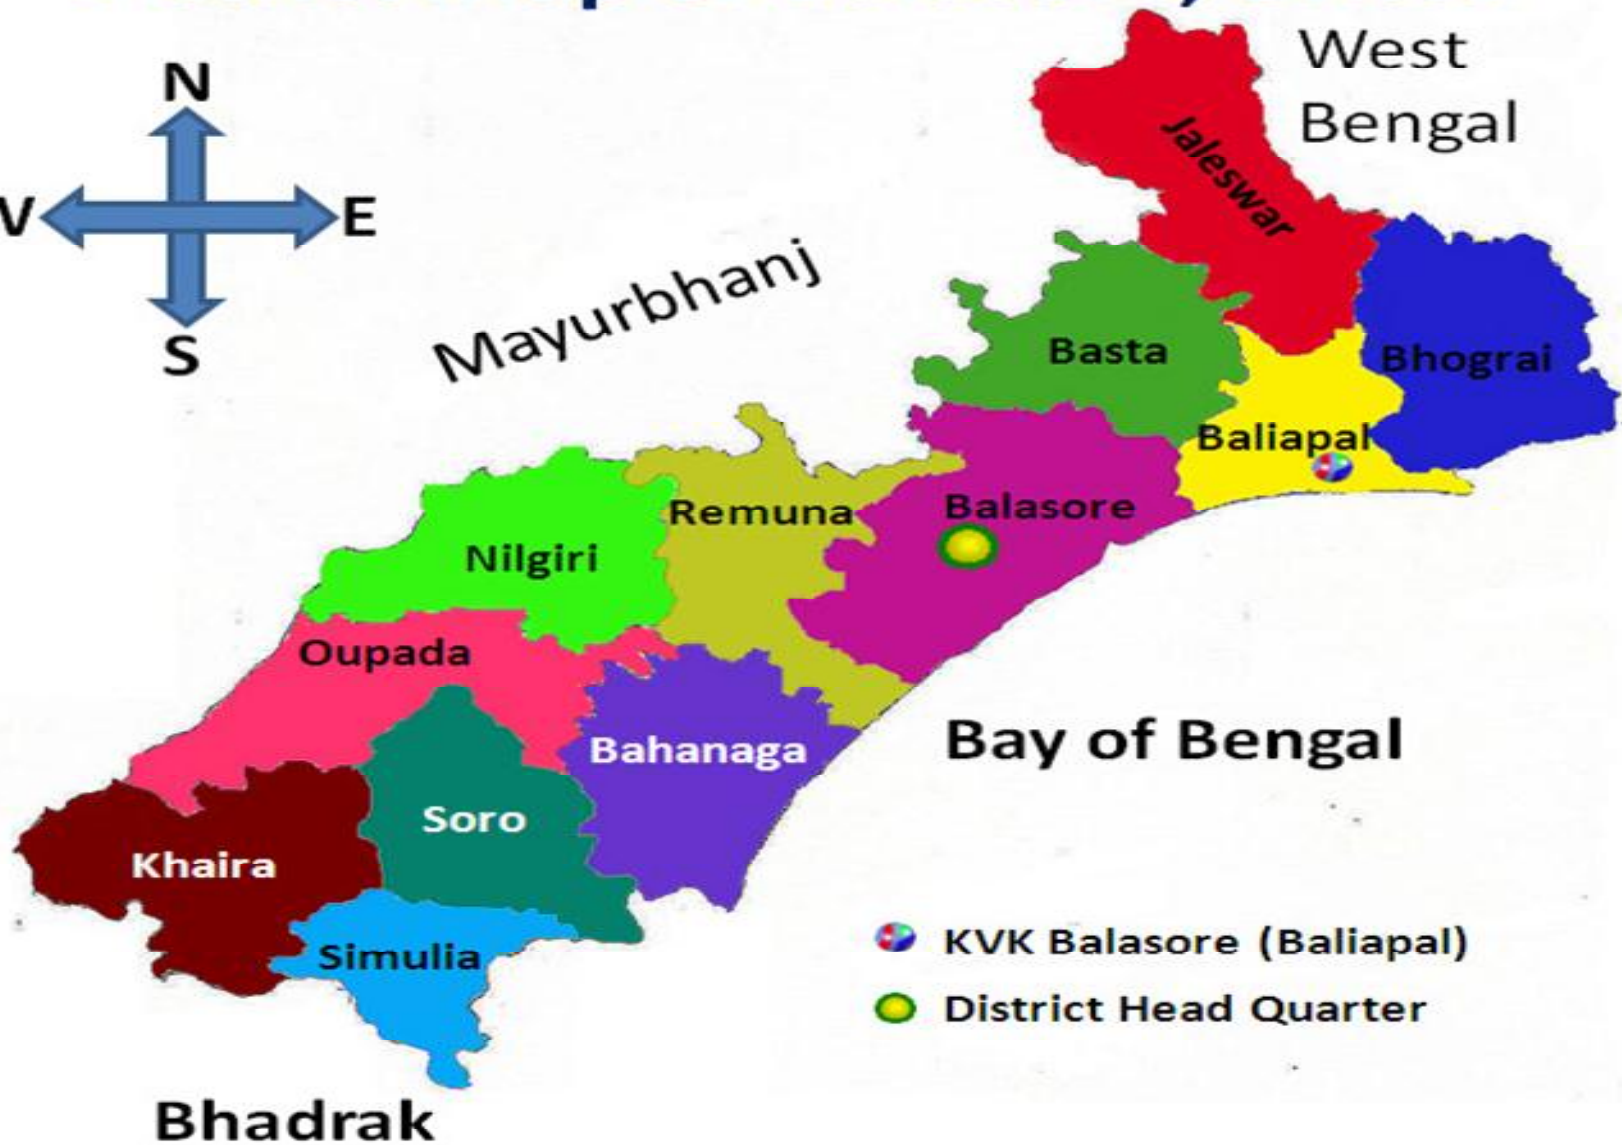 West
Bengal
N
E
S
Mayurbhanj
Jaleswar
Basta
Bhograi
Baliapal
Balasore
Remuna
Nilgiri
Oupada
Bahanaga
Soro
Khaira
Simulia
Bay of Bengal
KVK Balasore (Baliapal)
District Head Quarter
Bhadrak